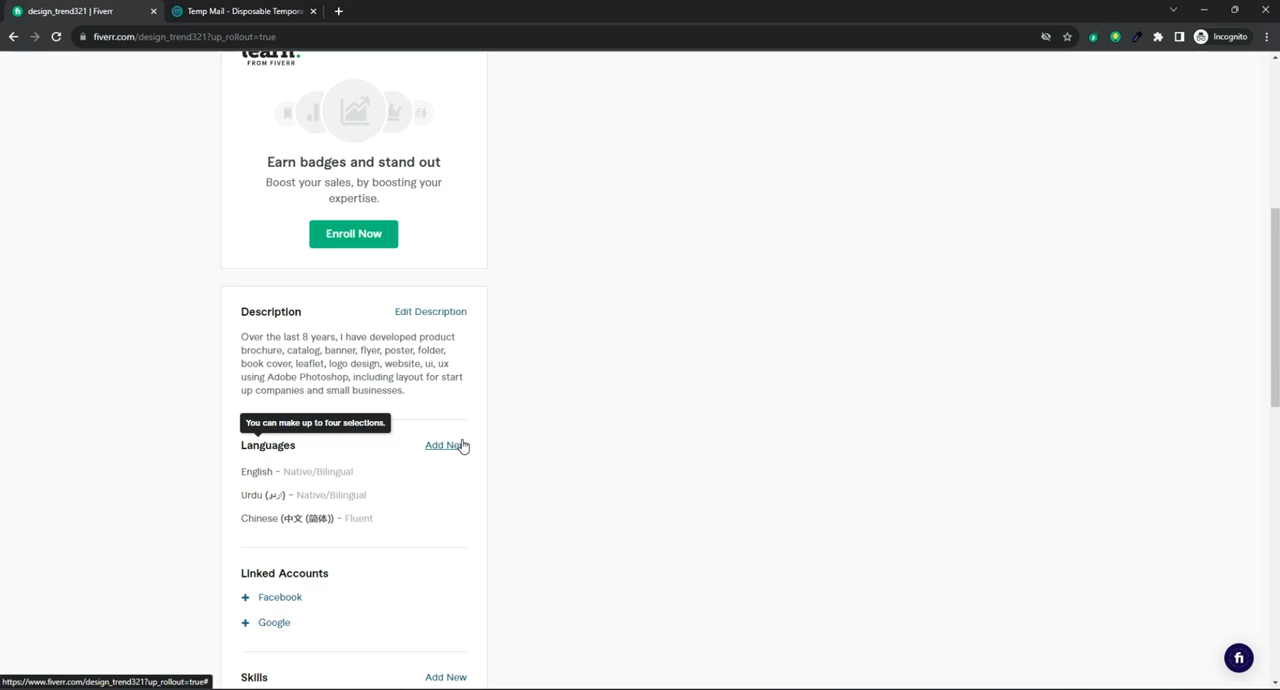 design_trend321 | Fiverr
Temp Mail - Disposable Tempora
fiverr.com/design_trend321?up_rollout=true
Incognito
learn.
FROM FIVERR
Earn badges and stand out
Boost your sales, by boosting your
expertise.
Enroll Now
Description
Edit Description
Over the last 8 years, I have developed product
brochure, catalog, banner, flyer, poster, folder,
book cover, leaflet, logo design, website, ui, ux
using Adobe Photoshop, including layout for start
up companies and small businesses.
You can make up to four selections.
Languages
Add New
English - Native/Bilingual
Urdu (اردو) - Native/Bilingual
Chinese (中文 (简体)) - Fluent
Linked Accounts
+ Facebook
+ Google
Skills
Add New
fi
https://www.fiverr.com/design_trend321?up_rollout=true#